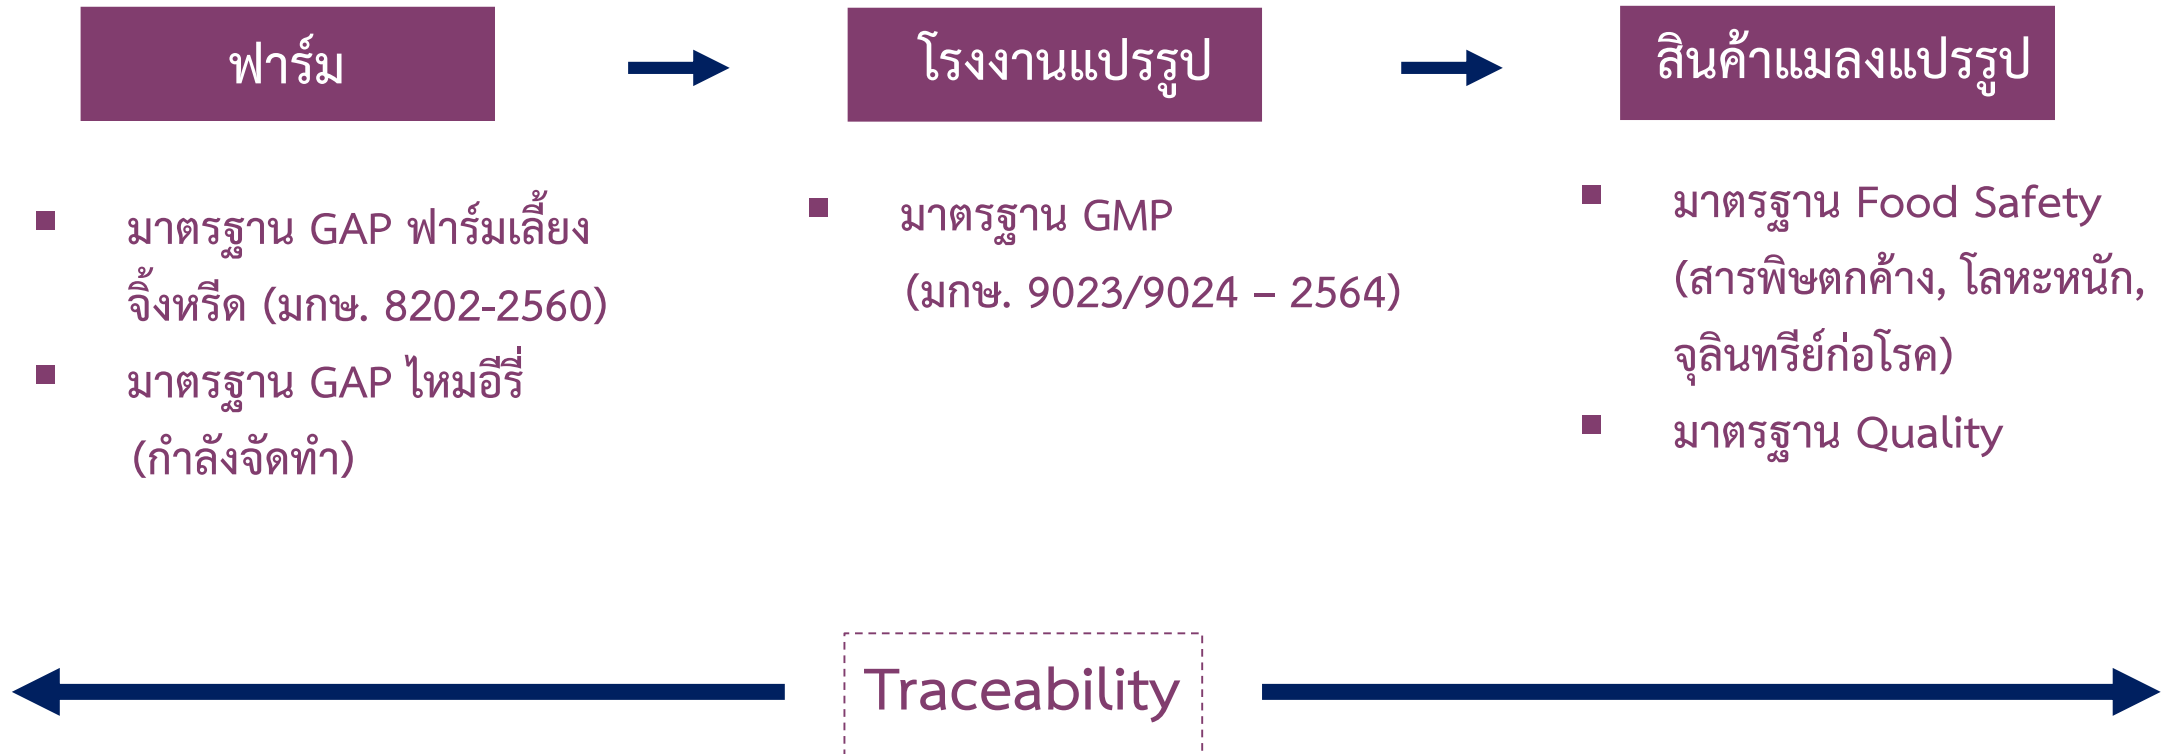 ฟาร์ม
โรงงานแปรรูป
สินค้าแมลงแปรรูป
มาตรฐาน GAP ฟาร์มเลี้ยง
จิ้งหรีด (มกษ. 8202-2560)
มาตรฐาน GAP ไหมอีรี่
(กำลังจัดทำ)
มาตรฐาน GMP
(มกษ. 9023/9024 – 2564)
มาตรฐาน Food Safety
(สารพิษตกค้าง, โลหะหนัก,
จุลินทรีย์ก่อโรค)
มาตรฐาน Quality
Traceability